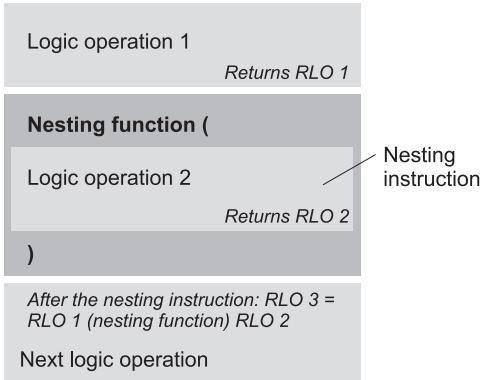 Logic operation 1
Returns RLO 1
Nesting function (
Logic operation 2
Returns RLO 2
)
Nesting
instruction
After the nesting instruction: RLO 3 =
RLO 1 (nesting function) RLO 2
Next logic operation